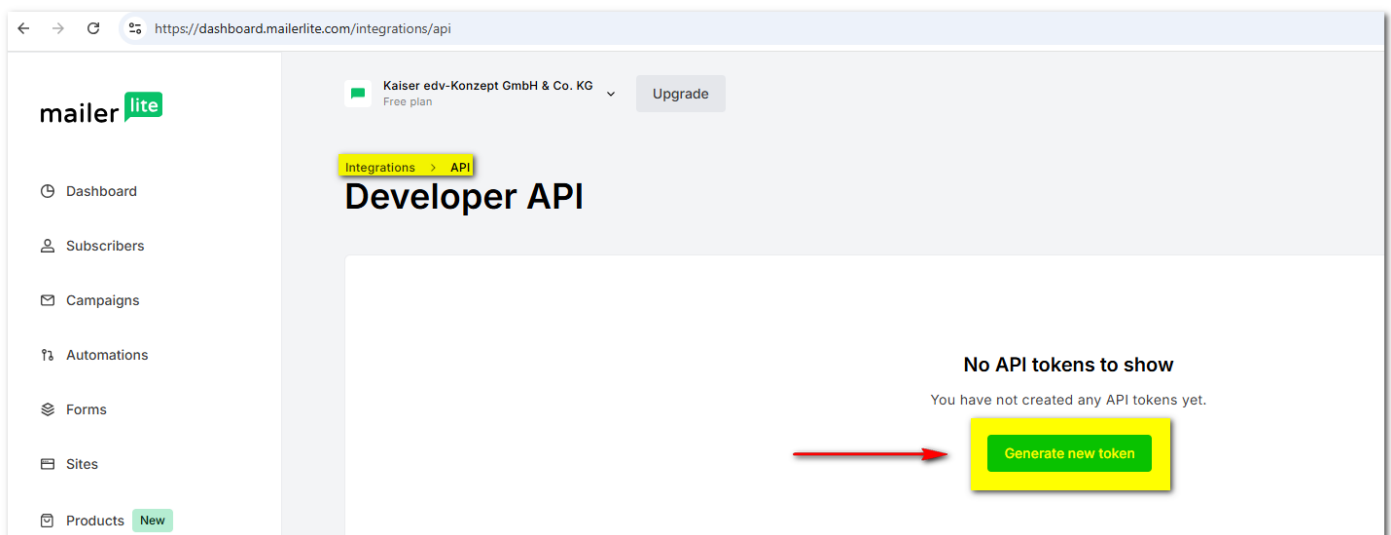 https://dashboard.mailerlite.com/integrations/api
mailer lite
Kaiser edv-Konzept GmbH & Co. KG
Free plan
Upgrade
Integrations > API
Developer API
Dashboard
Subscribers
Campaigns
Automations
Forms
Sites
Products New
No API tokens to show
You have not created any API tokens yet.
Generate new token